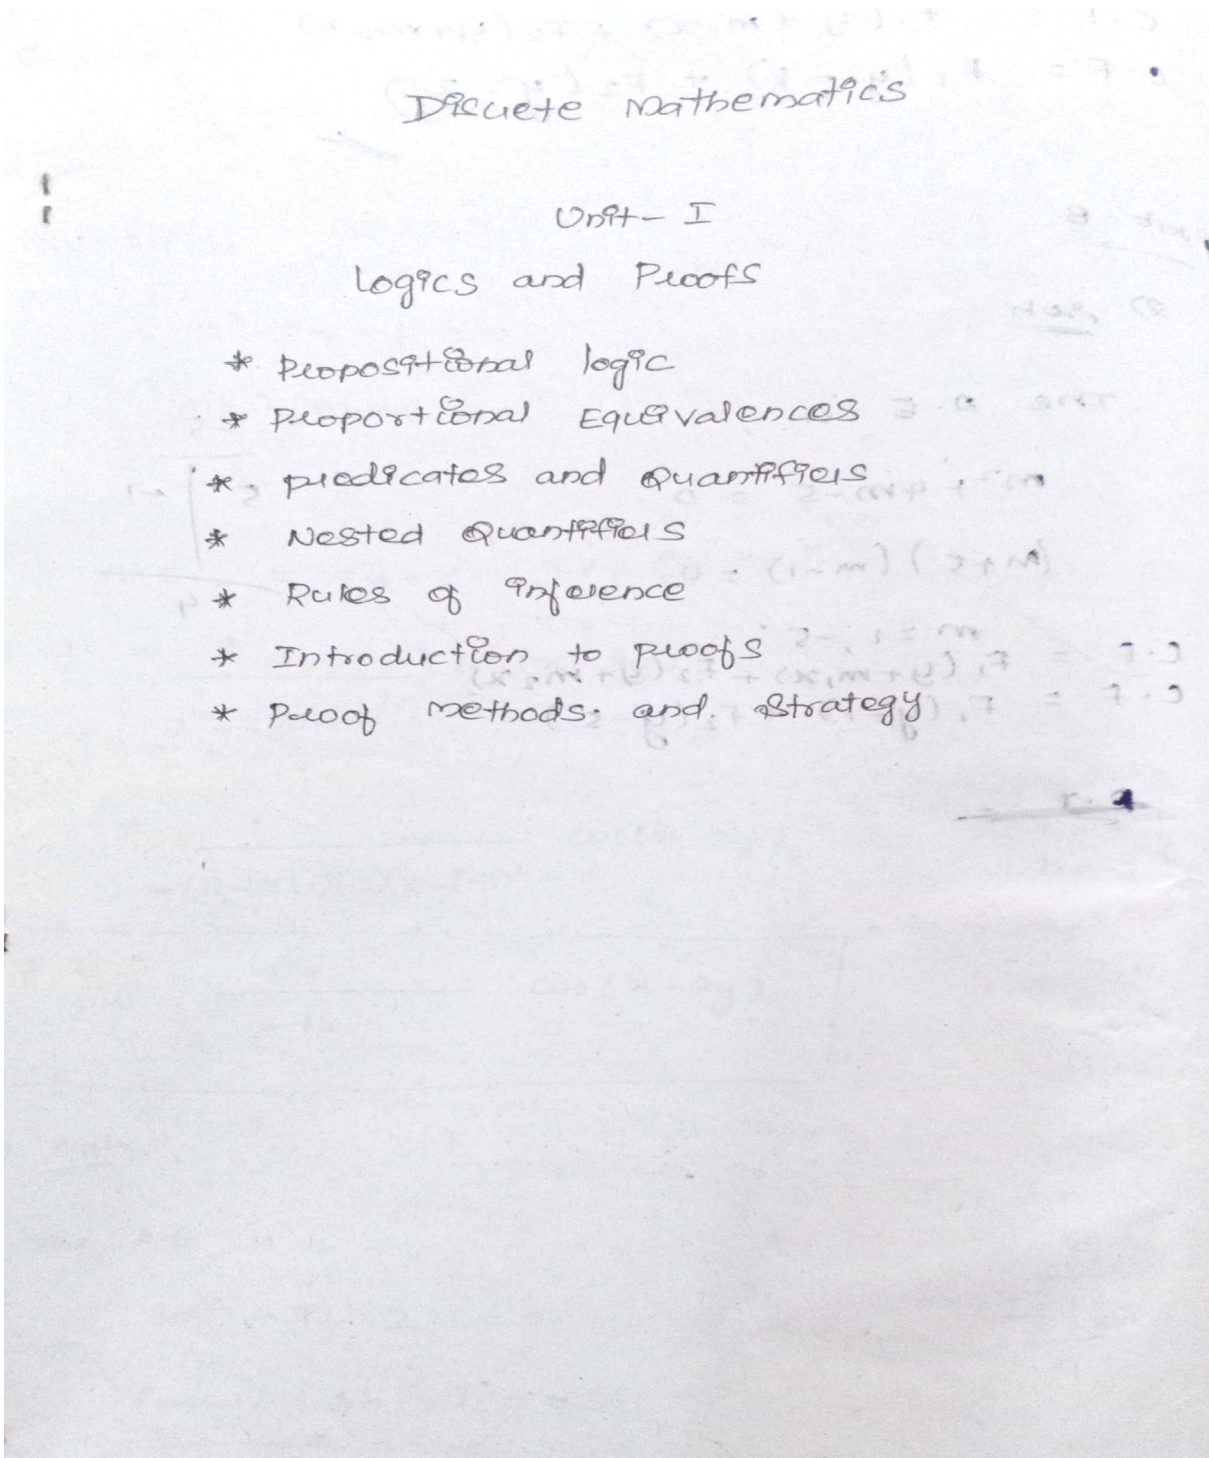 Discrete Mathematics
Unit - I
Logics and Proofs
* Propositional logic
* Proportional Equivalences
* predicates and Quantifiers
* Nested Quantifiers
* Rules of inference
* Introduction to proofs
* Proof methods. and. Strategy